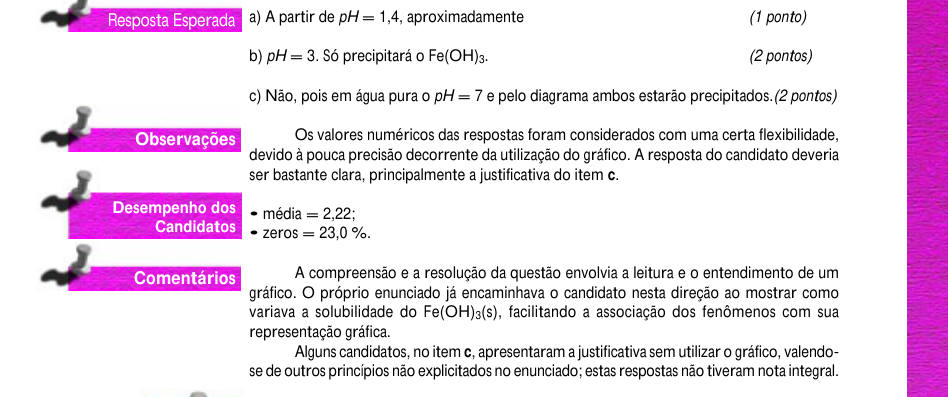 Resposta Esperada
a) A partir de pH = 1,4, aproximadamente (1 ponto)
b) pH = 3. Só precipitará o Fe(OH)₃. (2 pontos)
c) Não, pois em água pura o pH = 7 e pelo diagrama ambos estarão precipitados.(2 pontos)
Observações
Os valores numéricos das respostas foram considerados com uma certa flexibilidade,
devido à pouca precisão decorrente da utilização do gráfico. A resposta do candidato deveria
ser bastante clara, principalmente a justificativa do item c.
Desempenho dos
Candidatos
• média = 2,22;
• zeros = 23,0 %.
Comentários
A compreensão e a resolução da questão envolvia a leitura e o entendimento de um
gráfico. O próprio enunciado já encaminhava o candidato nesta direção ao mostrar como
variava a solubilidade do Fe(OH)₃(s), facilitando a associação dos fenômenos com sua
representação gráfica.
Alguns candidatos, no item c, apresentaram a justificativa sem utilizar o gráfico, valendo-
se de outros princípios não explicitados no enunciado; estas respostas não tiveram nota integral.